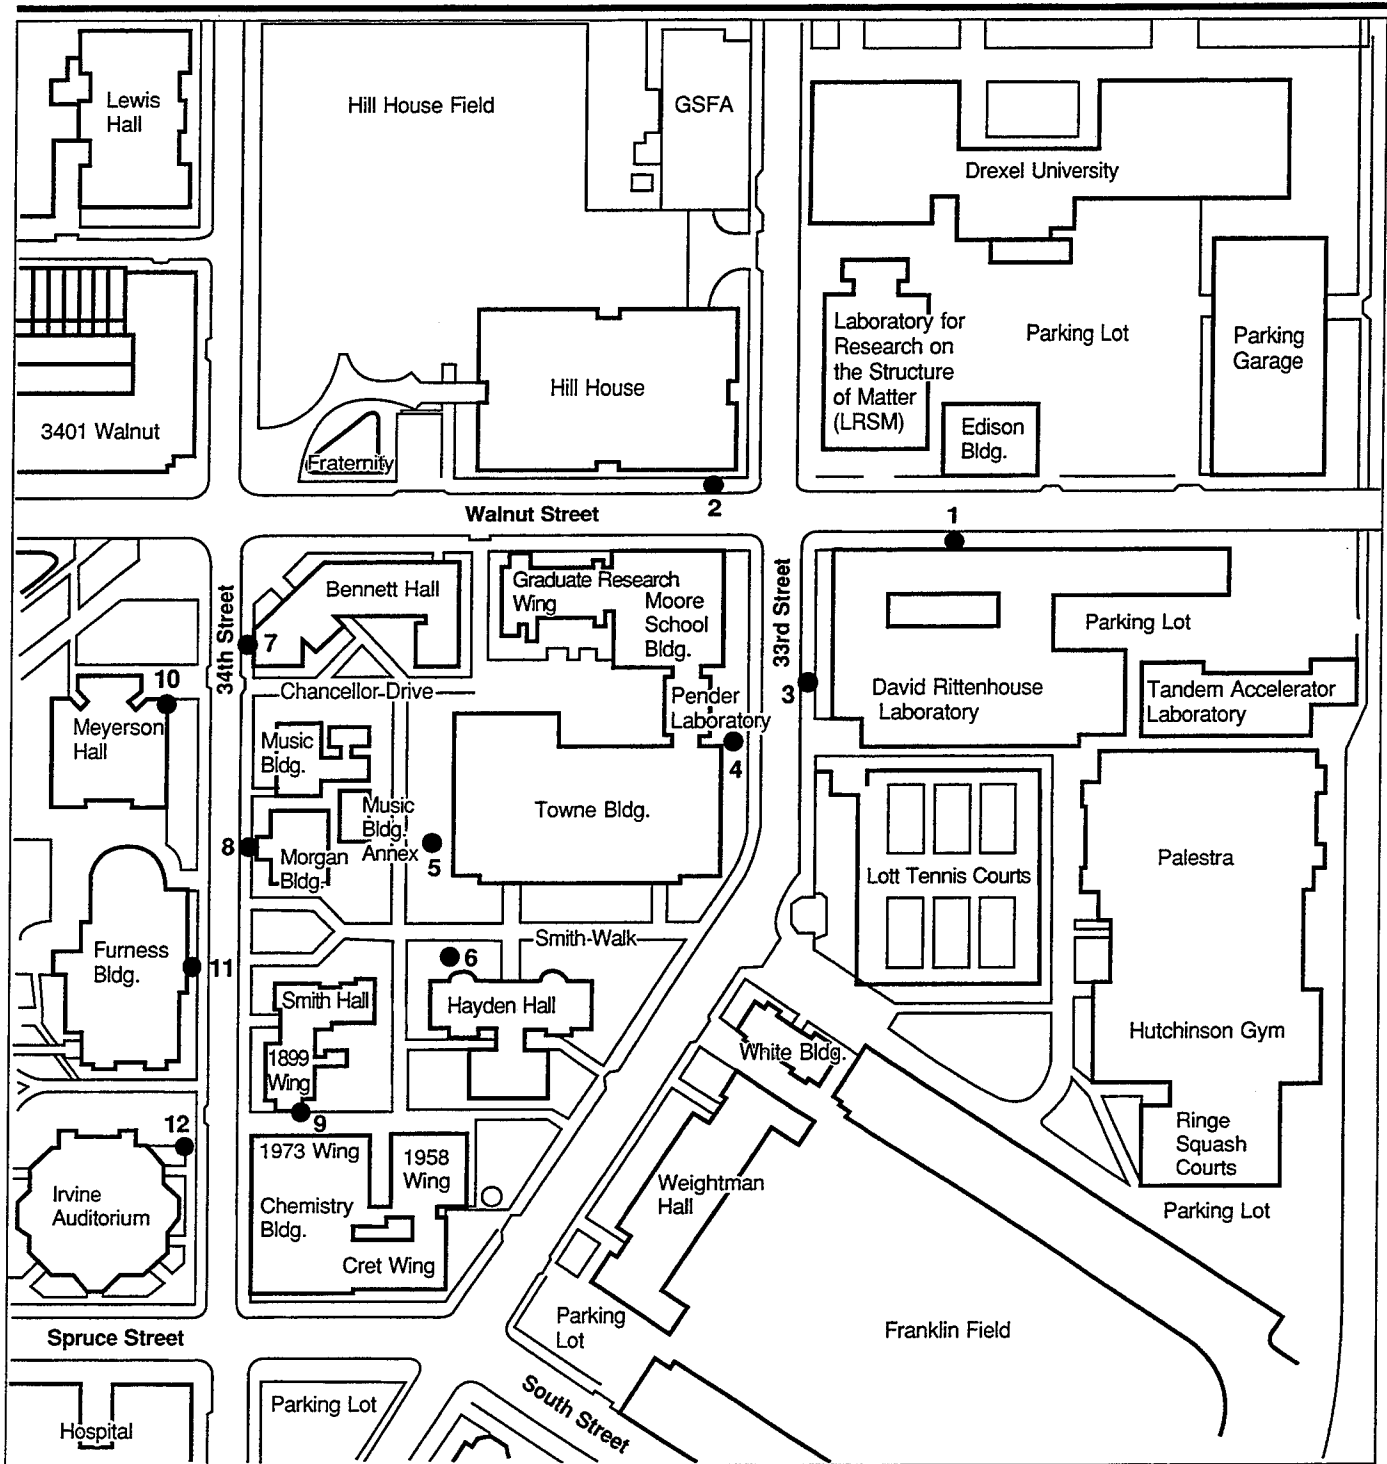 Lewis
Hall
Hill House Field
GSFA
Drexel University
Laboratory for
Research on
the Structure
of Matter
(LRSM)
Parking Lot
Parking
Garage
Hill House
3401 Walnut
Fraternity
Edison
Bldg.
2
Walnut Street
1
34th Street
33rd Street
Bennett Hall
Graduate Research
Wing
Moore
School
Bldg.
Parking Lot
7
10
Chancellor Drive
Pender
Laboratory
3
David Rittenhouse
Laboratory
Tandem Accelerator
Laboratory
Meyerson
Hall
Music
Bldg.
4
Music
Bldg.
Annex
Towne Bldg.
8
Morgan
Bldg.
5
Lott Tennis Courts
Palestra
Smith Walk
Furness
Bldg.
11
6
Smith Hall
Hayden Hall
1899
Wing
White Bldg.
Hutchinson Gym
9
12
1973 Wing
1958
Wing
Ringe
Squash
Courts
Irvine
Auditorium
Chemistry
Bldg.
Cret Wing
Weightman
Hall
Parking Lot
Parking
Lot
Franklin Field
Spruce Street
South Street
Parking Lot
Hospital